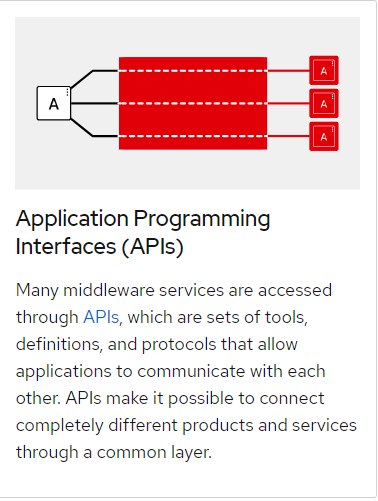 A
A
A
A
Application Programming
Interfaces (APIs)
Many middleware services are accessed
through APIs, which are sets of tools,
definitions, and protocols that allow
applications to communicate with each
other. APIs make it possible to connect
completely different products and services
through a common layer.